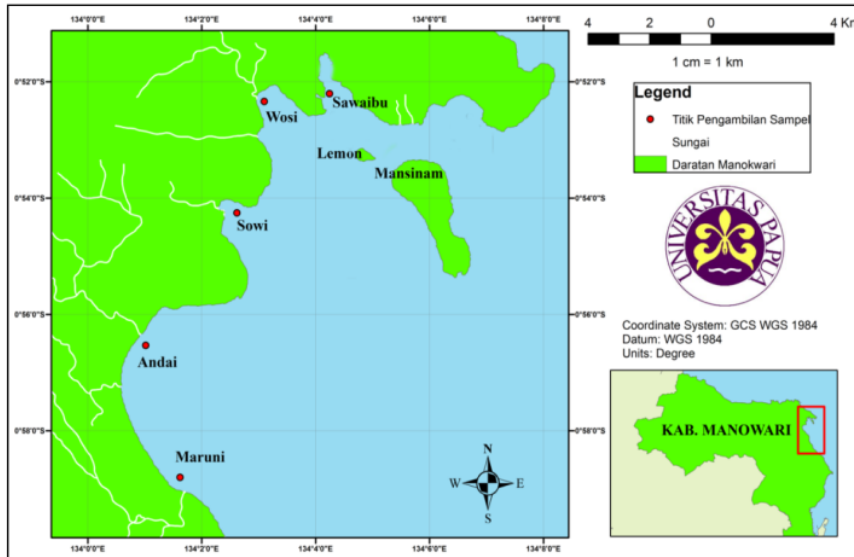 134°0'0"E 134°2'0"E 134°4'0"E 134°6'0"E 134°8'0"E
0°52'0"S 0°52'0"S
0°54'0"S 0°54'0"S
0°56'0"S 0°56'0"S
0°58'0"S 0°58'0"S
134°0'0"E 134°2'0"E 134°4'0"E 134°6'0"E 134°8'0"E
Wosi
Sawaibu
Lemon
Mansinam
Sowi
Andai
Maruni
N
W E
S
4 2 0 4 Km
1 cm = 1 km
Legend
Titik Pengambilan Sampel
Sungai
Daratan Manokwari
UNIVERSITAS PAPUA
Coordinate System: GCS WGS 1984
Datum: WGS 1984
Units: Degree
KAB. MANOWARI